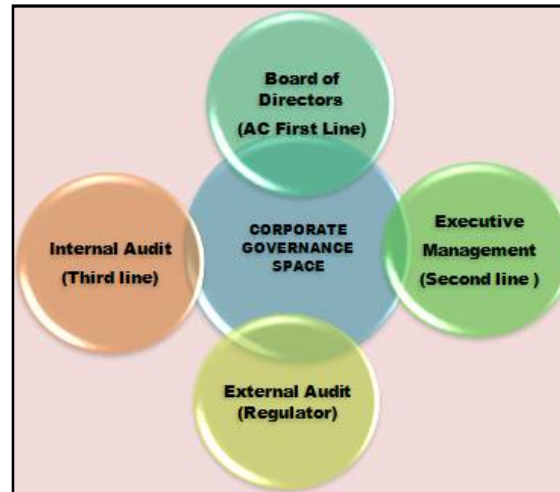 Board of
Directors
(AC First Line)
Internal Audit
(Third line)
CORPORATE
GOVERNANCE
SPACE
Executive
Management
(Second line )
External Audit
(Regulator)